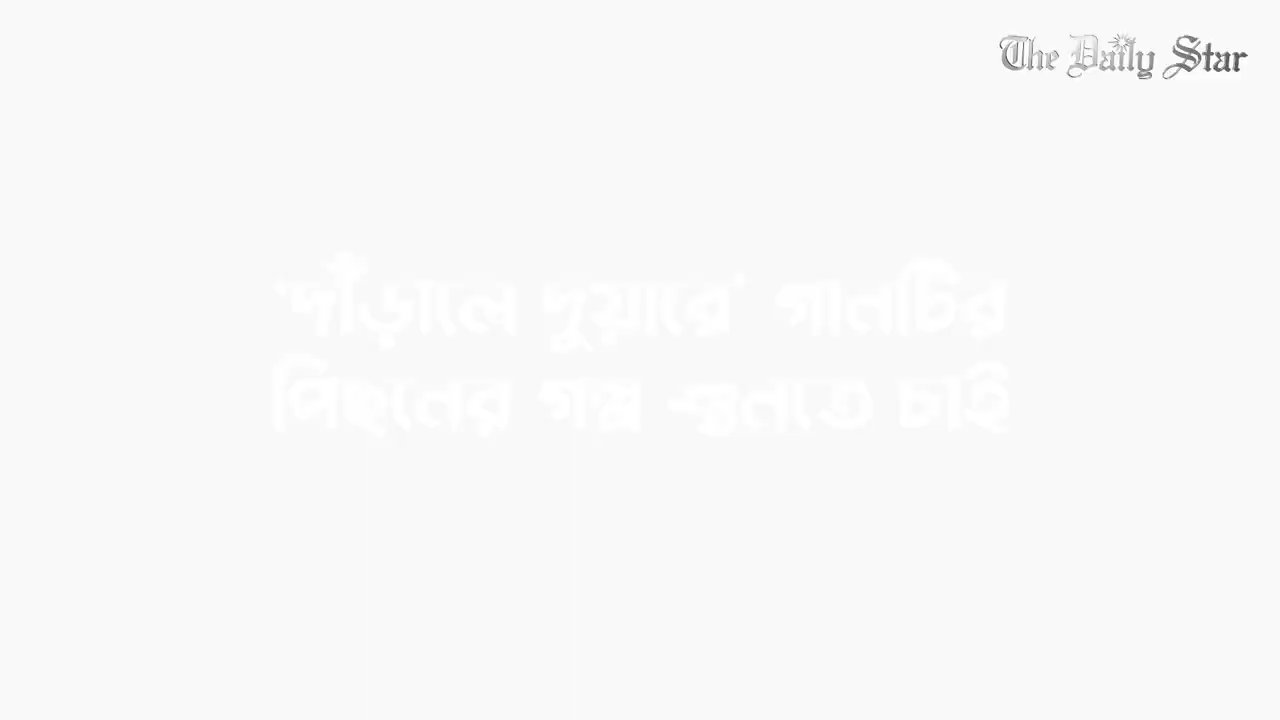 The Daily Star
'দাঁড়ালে দুয়ারে' গানটির
পিছনের গল্প শুনতে চাই